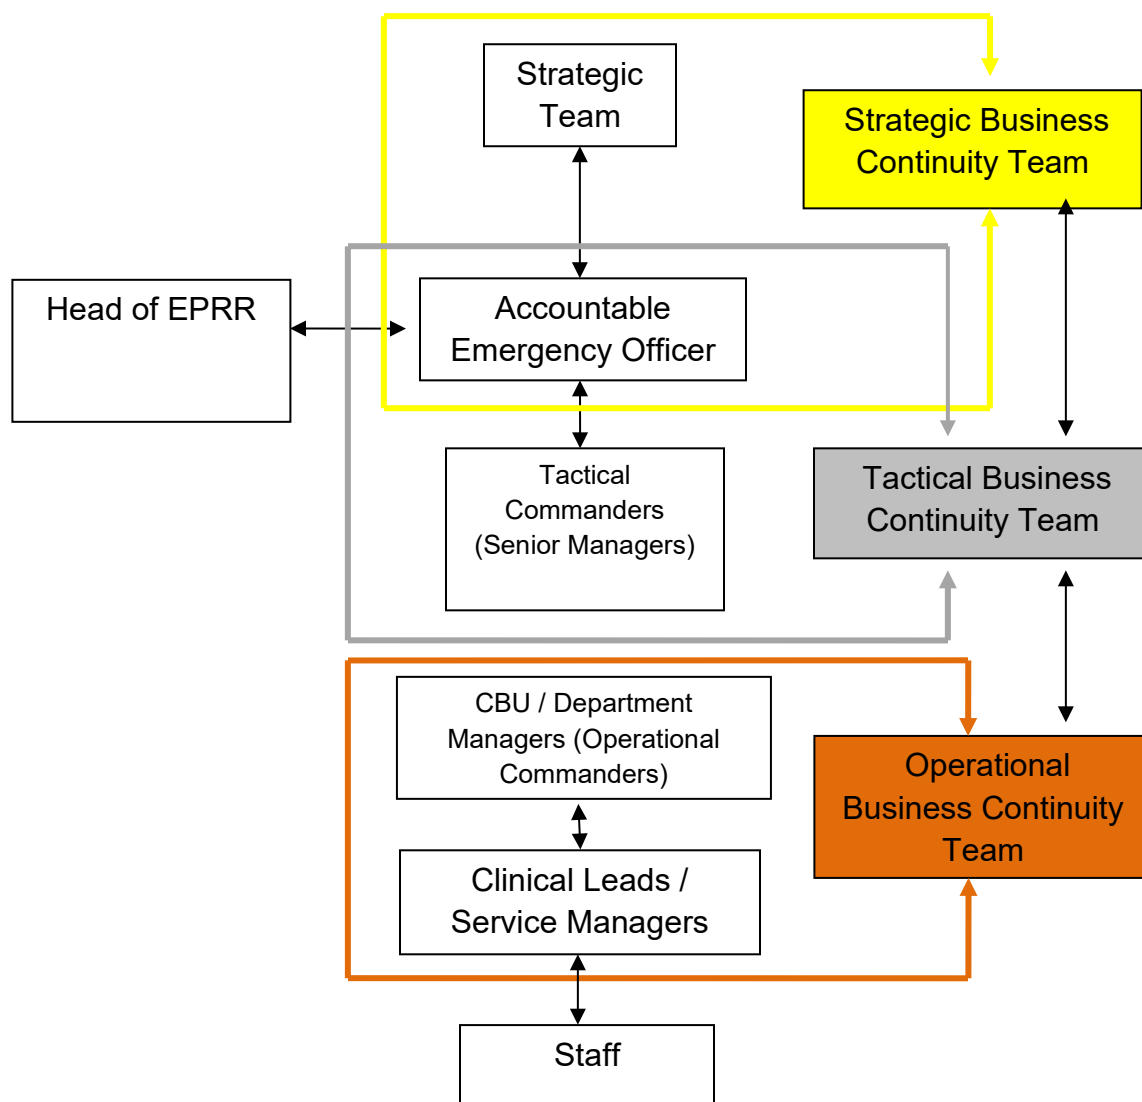 Strategic
Team
Strategic Business
Continuity Team
Head of EPRR
Accountable
Emergency Officer
Tactical
Commanders
(Senior Managers)
Tactical Business
Continuity Team
CBU / Department
Managers (Operational
Commanders)
Operational
Business Continuity
Team
Clinical Leads /
Service Managers
Staff